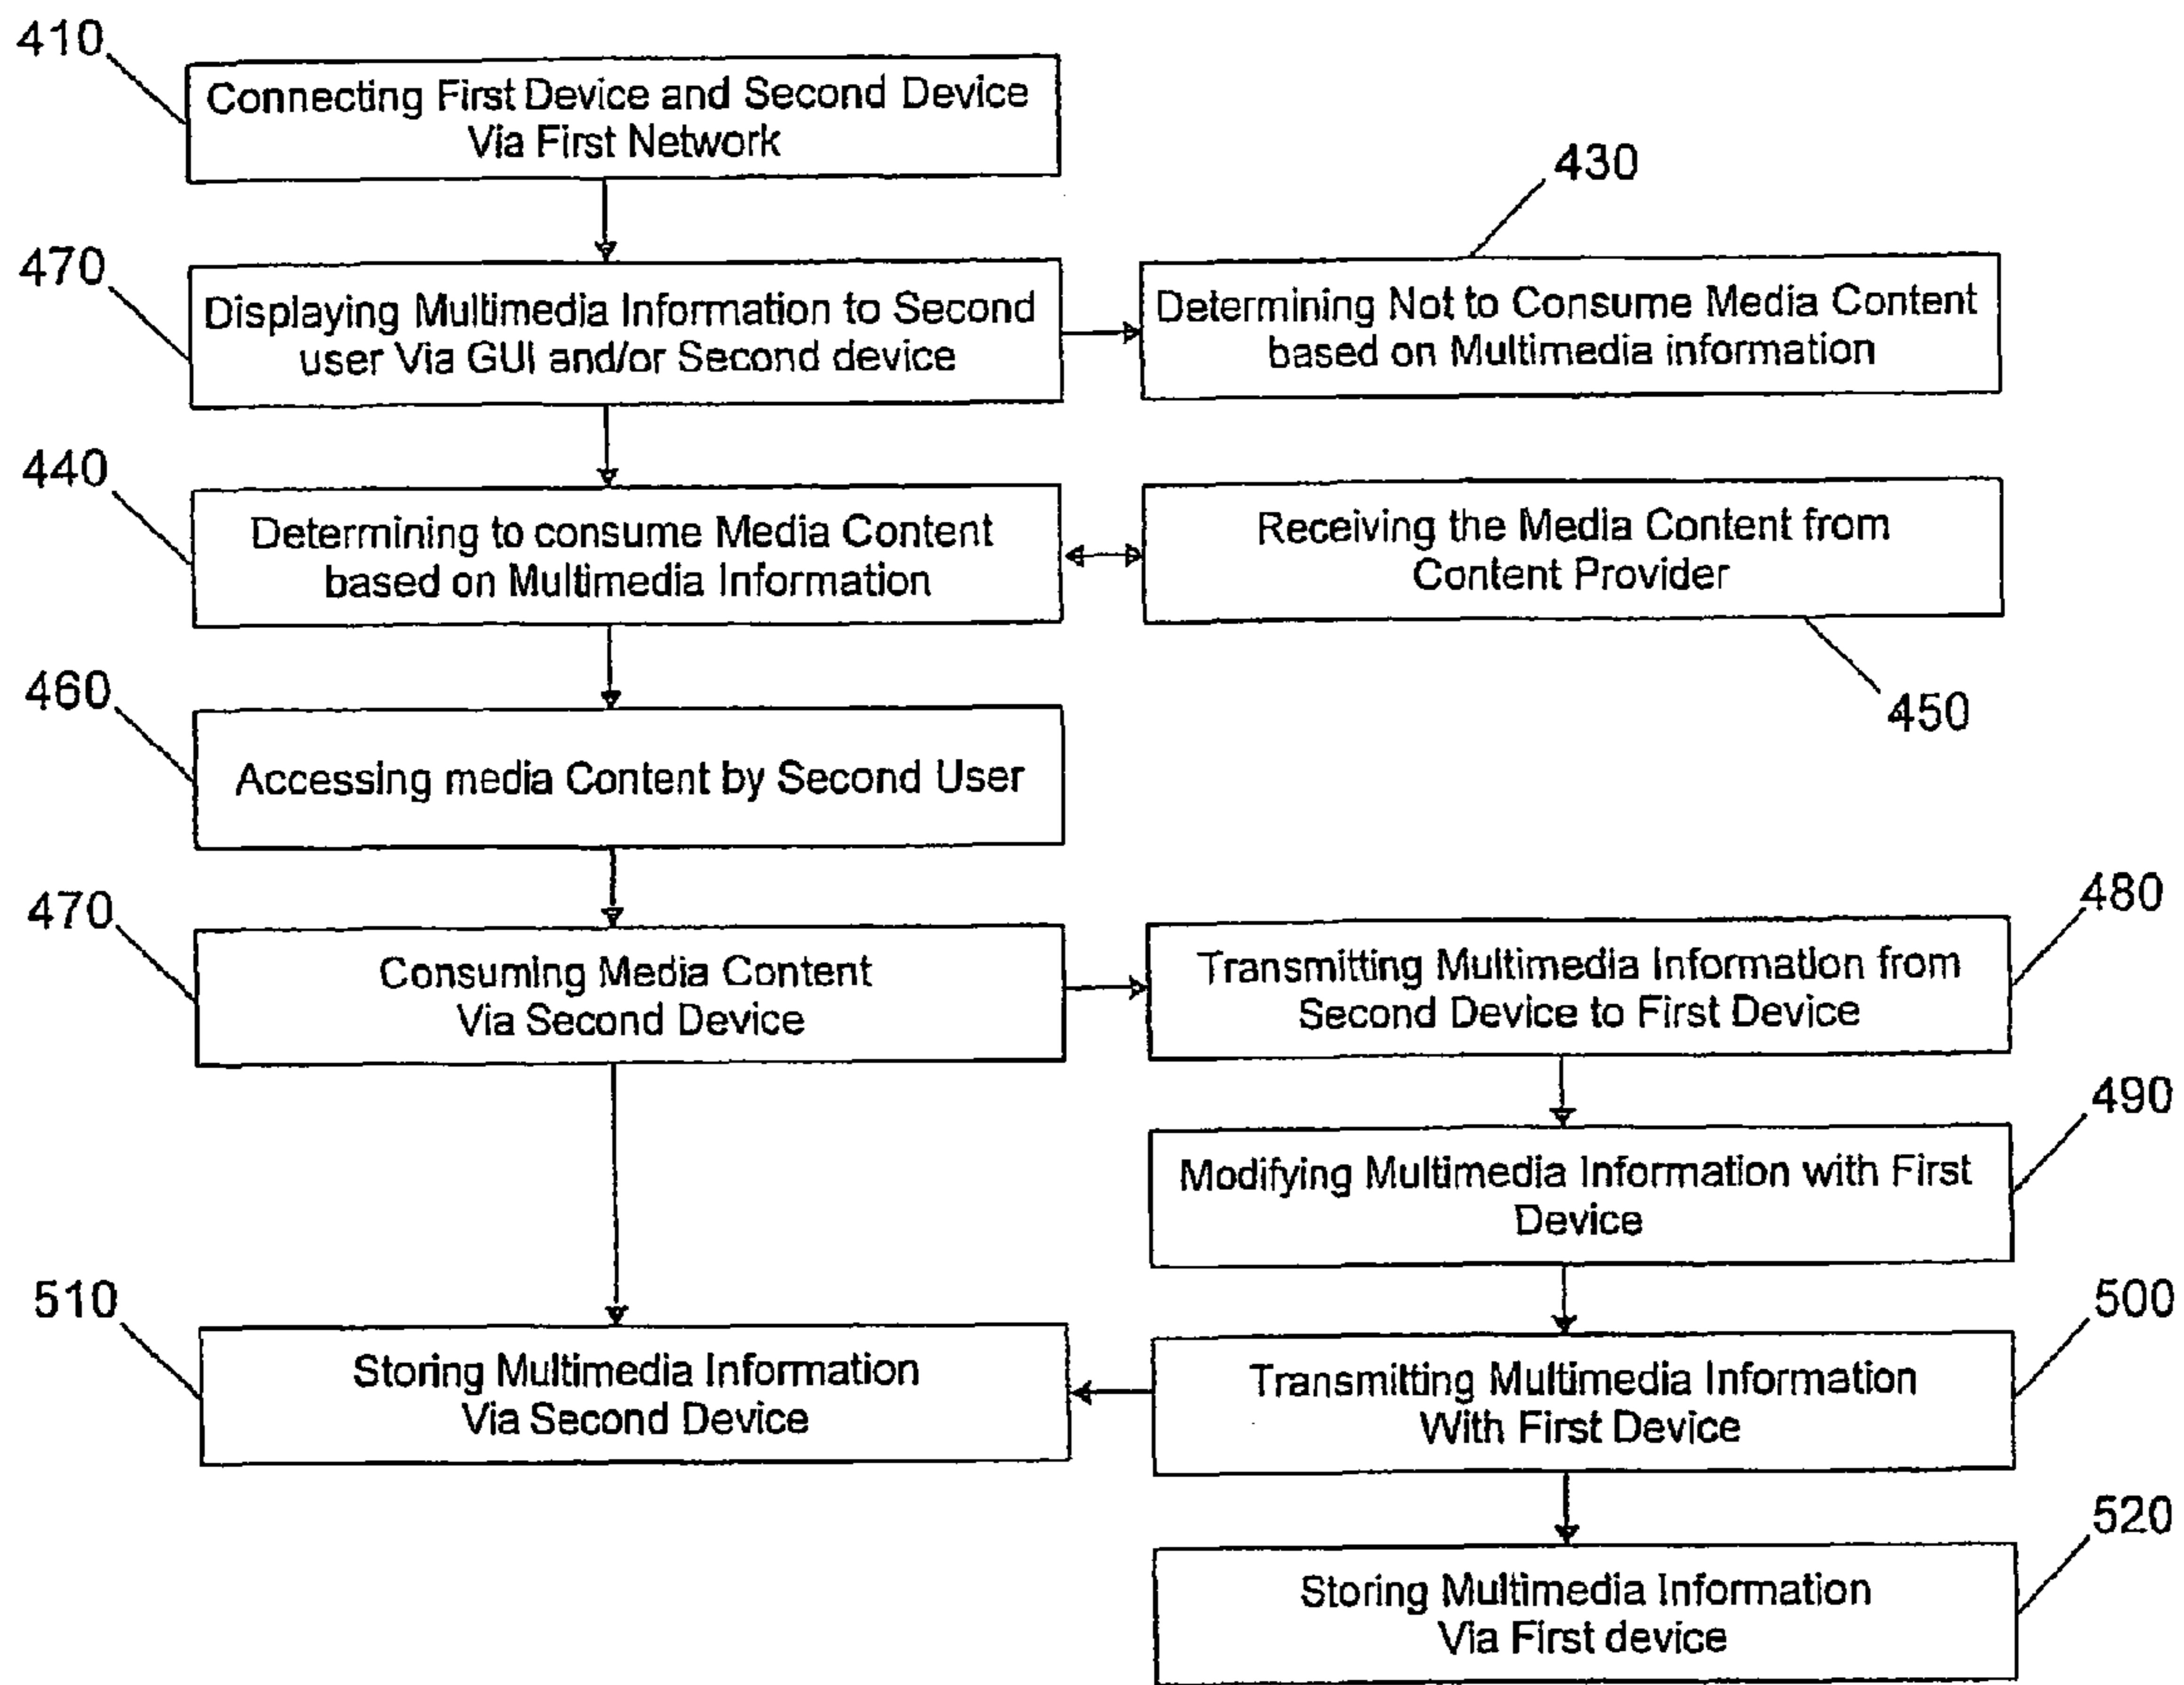 410
Connecting First Device and Second Device
Via First Network
430
470
Displaying Multimedia Information to Second
user Via GUI and/or Second device
Determining Not to Consume Media Content
based on Multimedia information
440
Determining to consume Media Content
based on Multimedia Information
Receiving the Media Content from
Content Provider
450
460
Accessing media Content by Second User
470
Consuming Media Content
Via Second Device
480
Transmitting Multimedia Information from
Second Device to First Device
490
Modifying Multimedia Information with First
Device
510
Storing Multimedia Information
Via Second Device
500
Transmitting Multimedia Information
With First Device
520
Storing Multimedia Information
Via First device